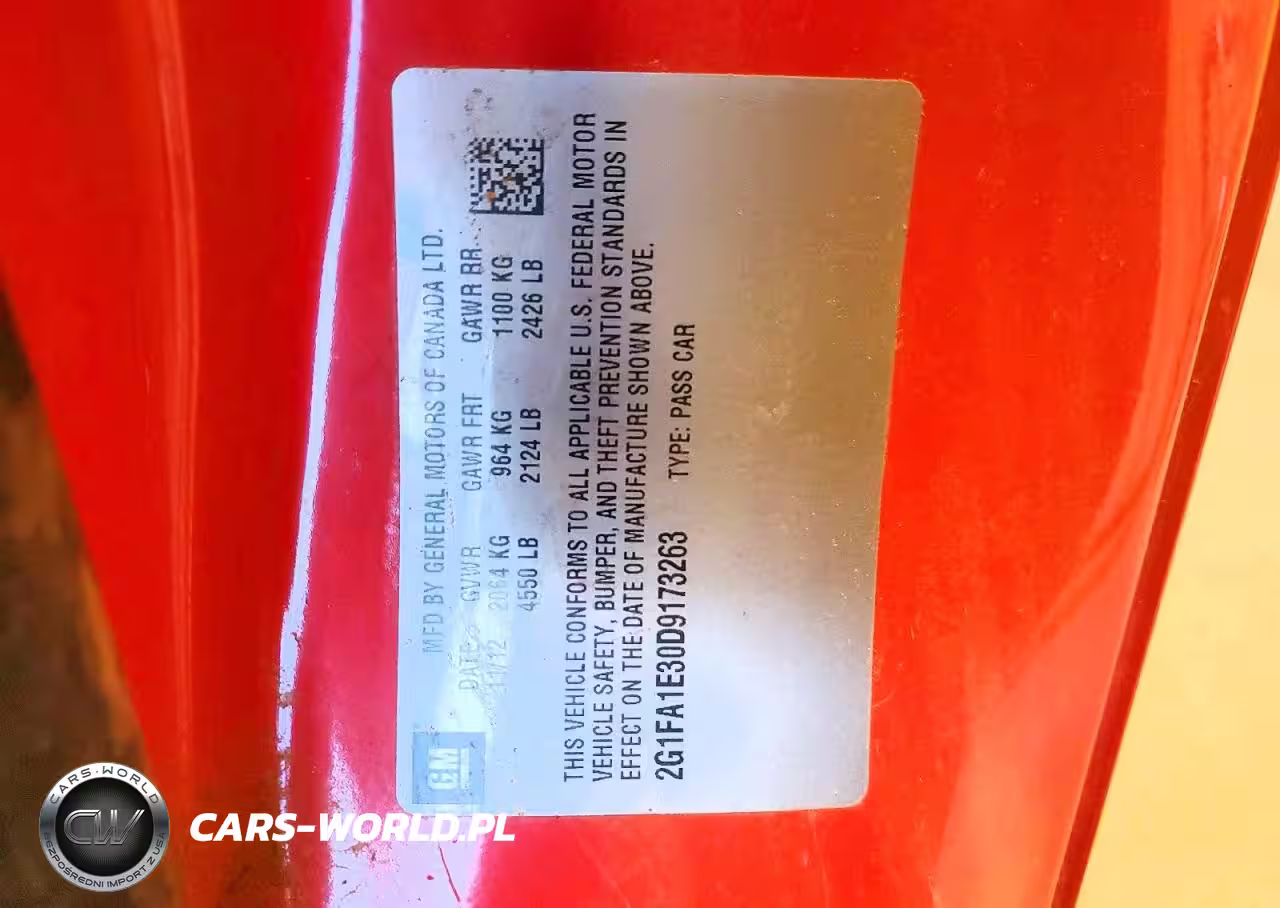 GM
MFD BY GENERAL MOTORS OF CANADA LTD.
DATE GVWR GAWR FRT GAWR RR
11/12 2064 KG 964 KG 1100 KG
4550 LB 2124 LB 2426 LB
THIS VEHICLE CONFORMS TO ALL APPLICABLE U.S. FEDERAL MOTOR
VEHICLE SAFETY, BUMPER, AND THEFT PREVENTION STANDARDS IN
EFFECT ON THE DATE OF MANUFACTURE SHOWN ABOVE.
2G1FA1E30D9173263 TYPE: PASS CAR
CARS-WORLD
CW
BEZPOŚREDNI IMPORT Z USA
CARS-WORLD.PL